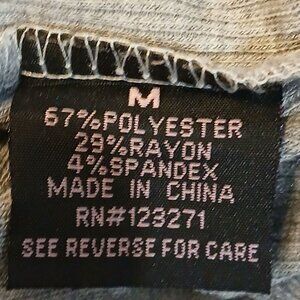 M
67%POLYESTER
29%RAYON
4%SPANDEX
MADE IN CHINA
RN#123271
SEE REVERSE FOR CARE